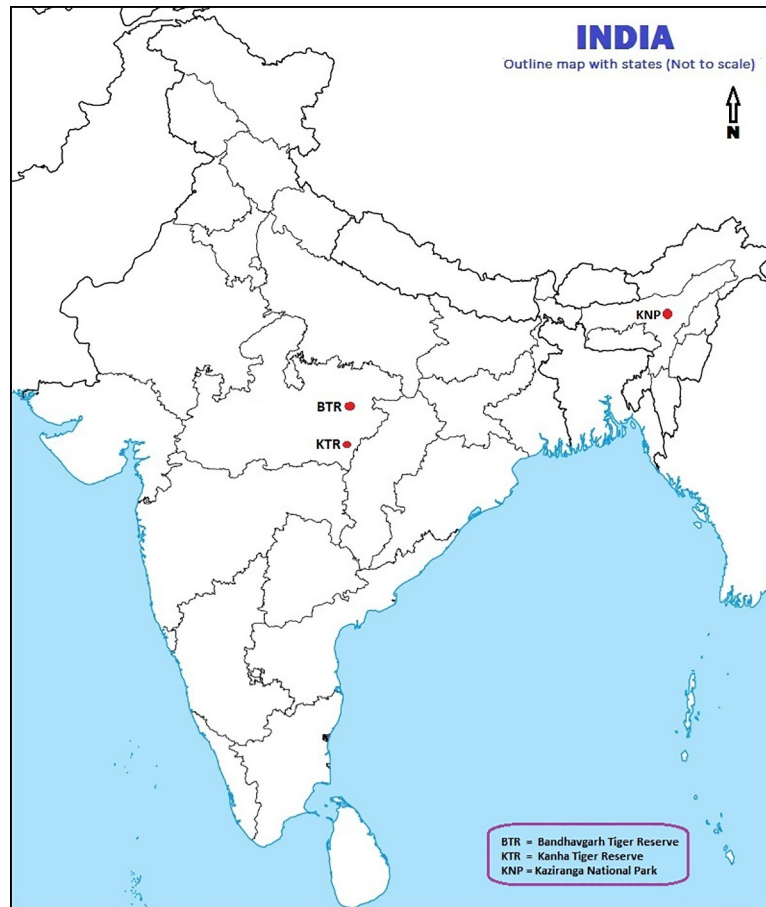 INDIA
Outline map with states (Not to scale)
N
KNP
BTR
KTR
BTR = Bandhavgarh Tiger Reserve
KTR = Kanha Tiger Reserve
KNP = Kaziranga National Park